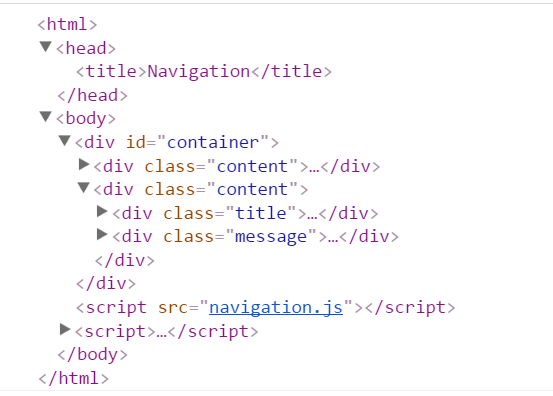 <html>
▼<head>
<title>Navigation</title>
</head>
▼<body>
▼<div id="container">
▶<div class="content">…</div>
▼<div class="content">
▶<div class="title">…</div>
▶<div class="message">…</div>
</div>
</div>
<script src="navigation.js"></script>
▶<script>…</script>
</body>
</html>